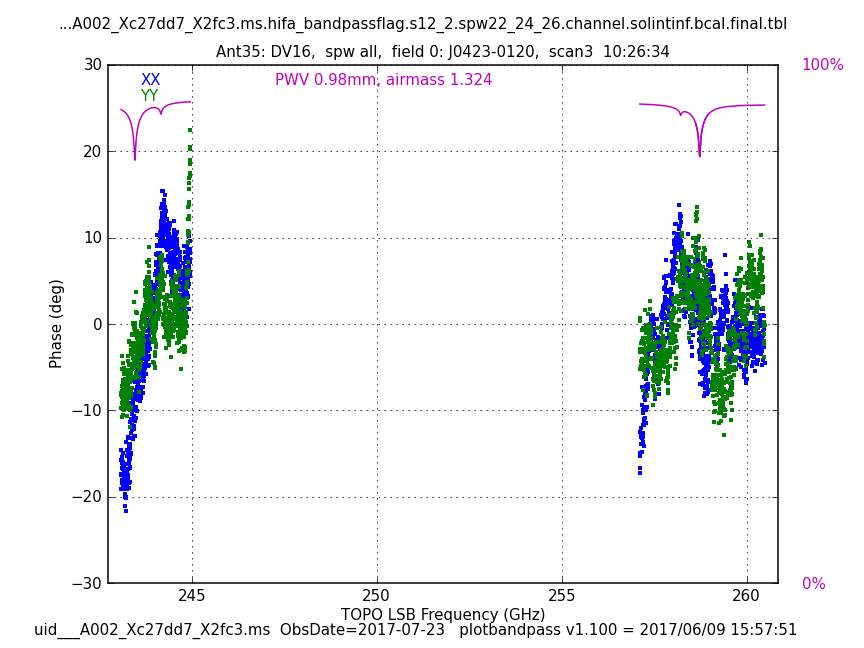 ...A002_Xc27dd7_X2fc3.ms.hifa_bandpassflag.s12_2.spw22_24_26.channel.solintinf.bcal.final.tbl
Ant35: DV16,  spw all,  field 0: J0423-0120,  scan3  10:26:34
30
XX
PWV 0.98mm, airmass 1.324
100%
YY
20
10
0
Phase (deg)
−10
−20
−30
0%
245
250
255
260
TOPO LSB Frequency (GHz)
uid___A002_Xc27dd7_X2fc3.ms  ObsDate=2017-07-23   plotbandpass v1.100 = 2017/06/09 15:57:51